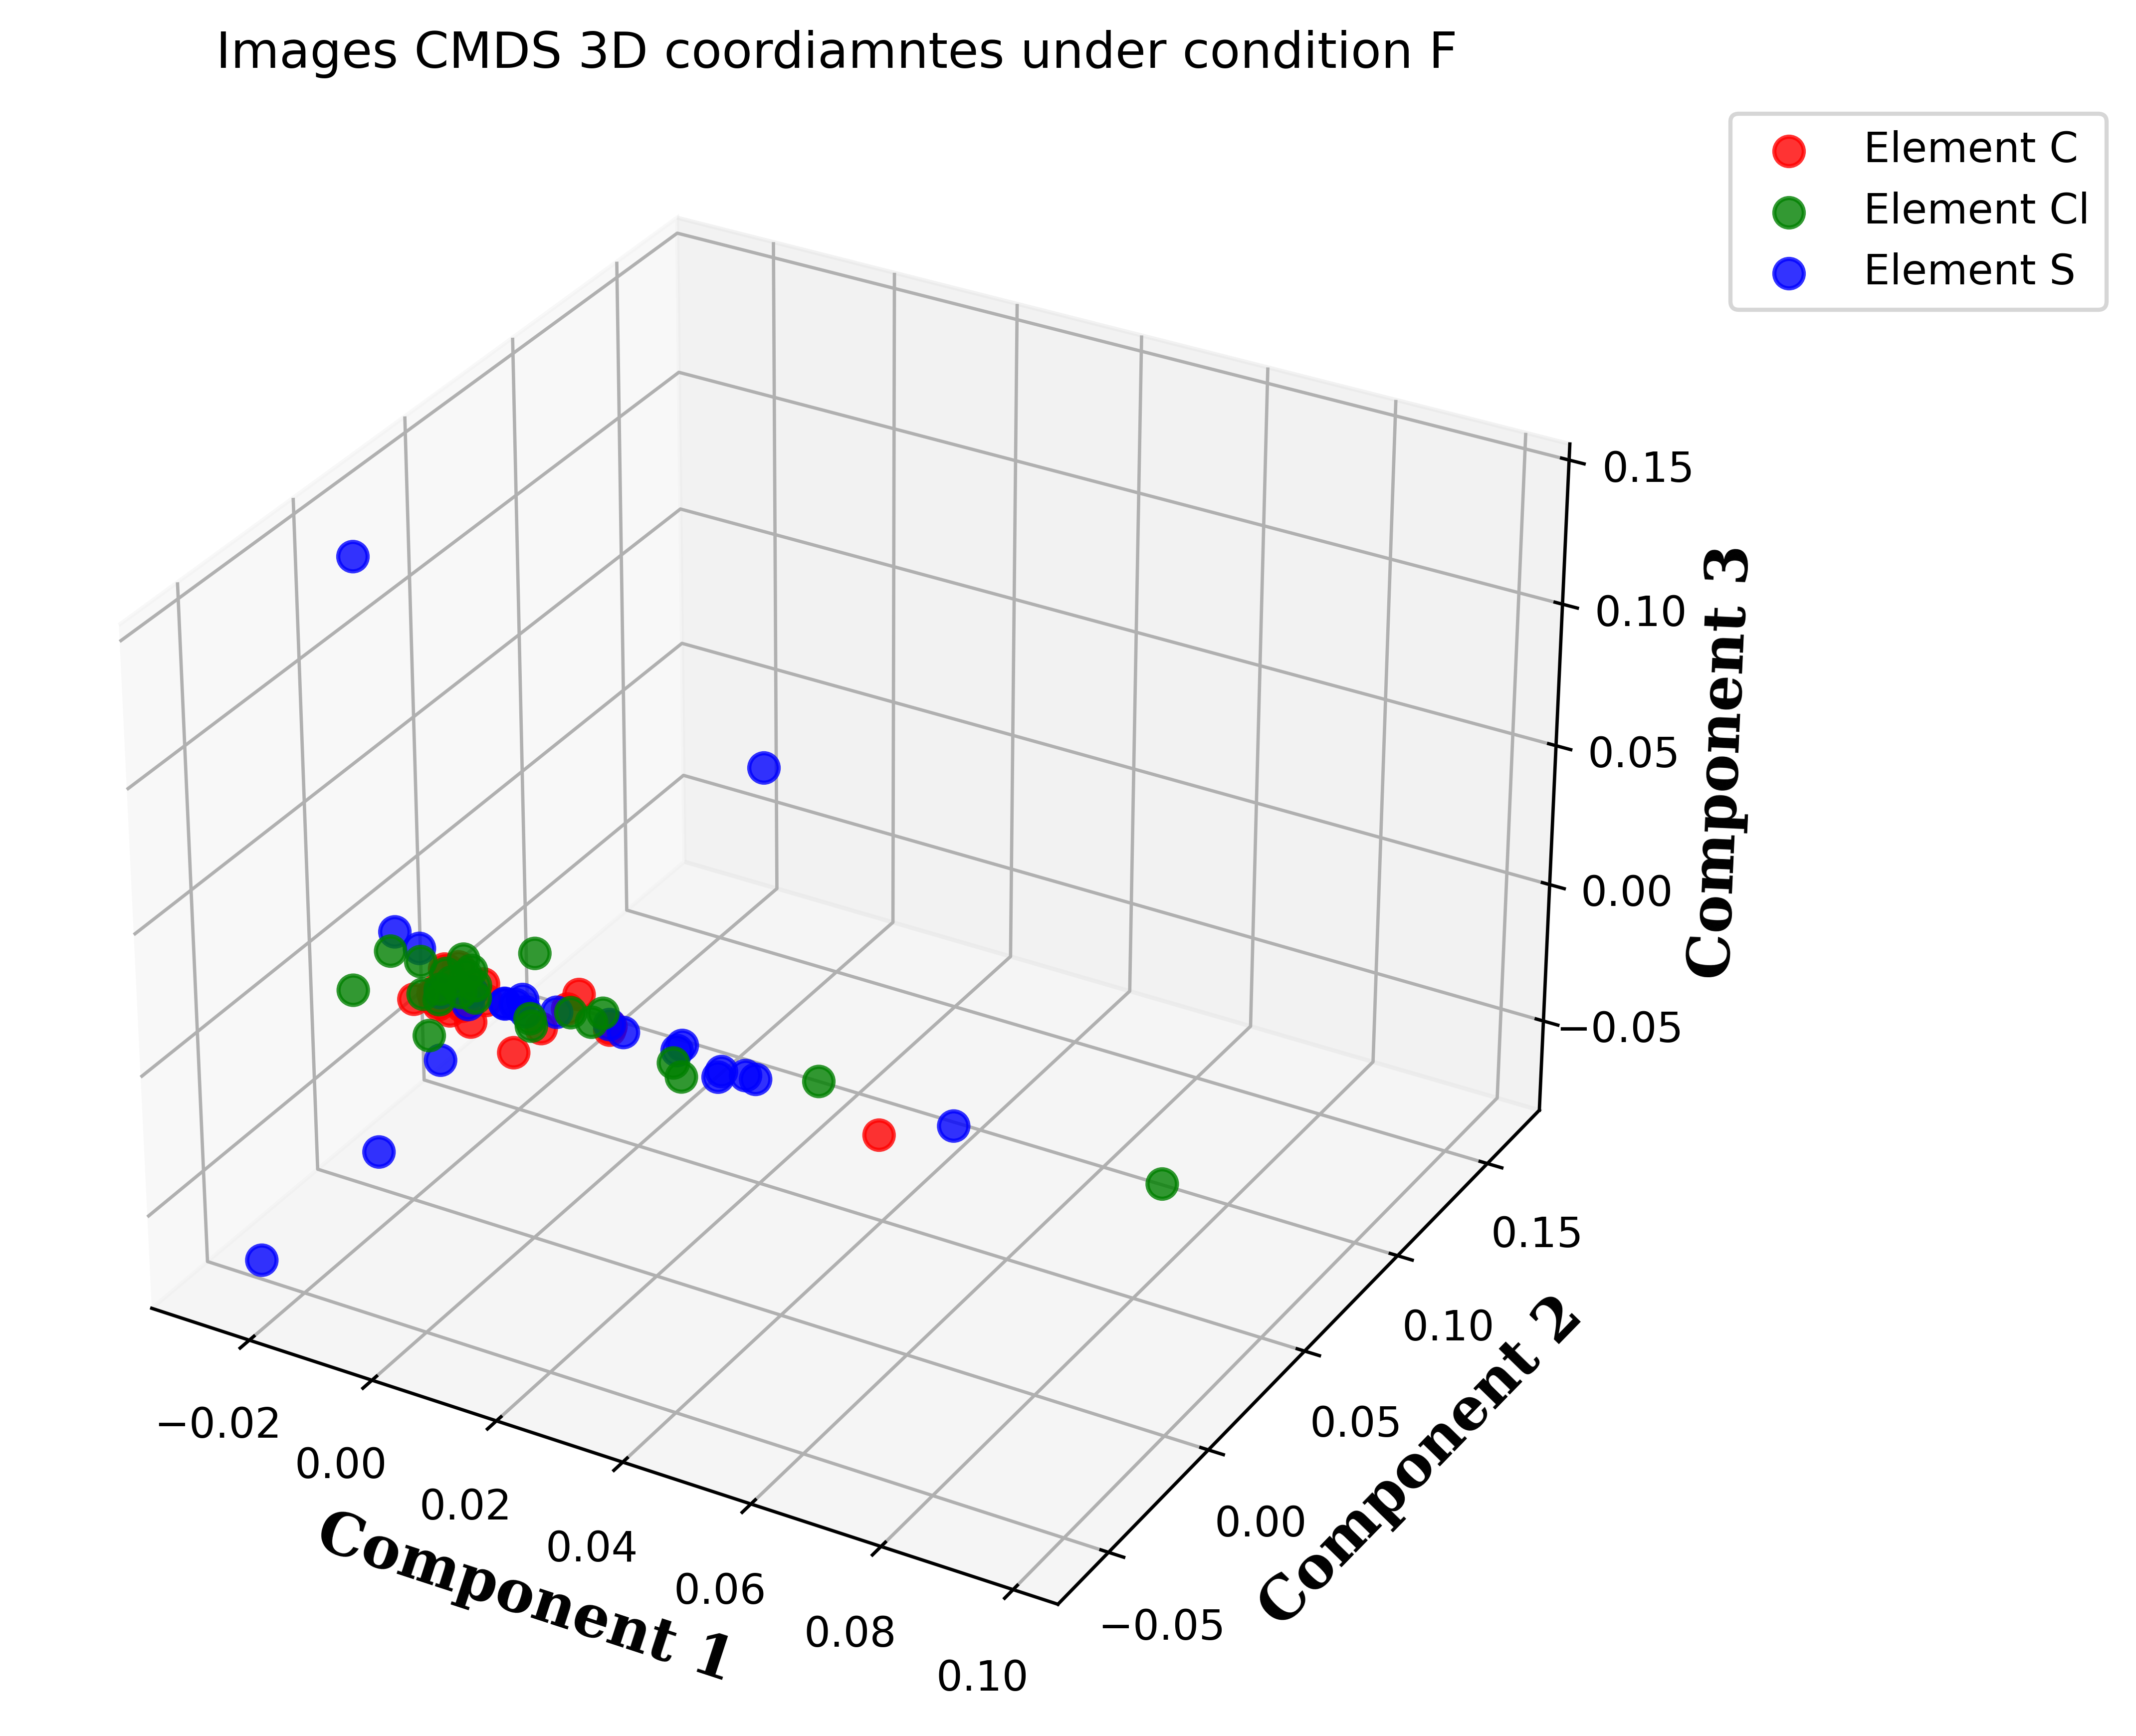 Images CMDS 3D coordiamntes under condition F
Element C
Element Cl
Element S
0.15
0.10
0.05
0.00
−0.05
Component 3
0.15
0.10
0.05
0.00
−0.05
Component 2
−0.02
0.00
0.02
0.04
0.06
0.08
0.10
Component 1